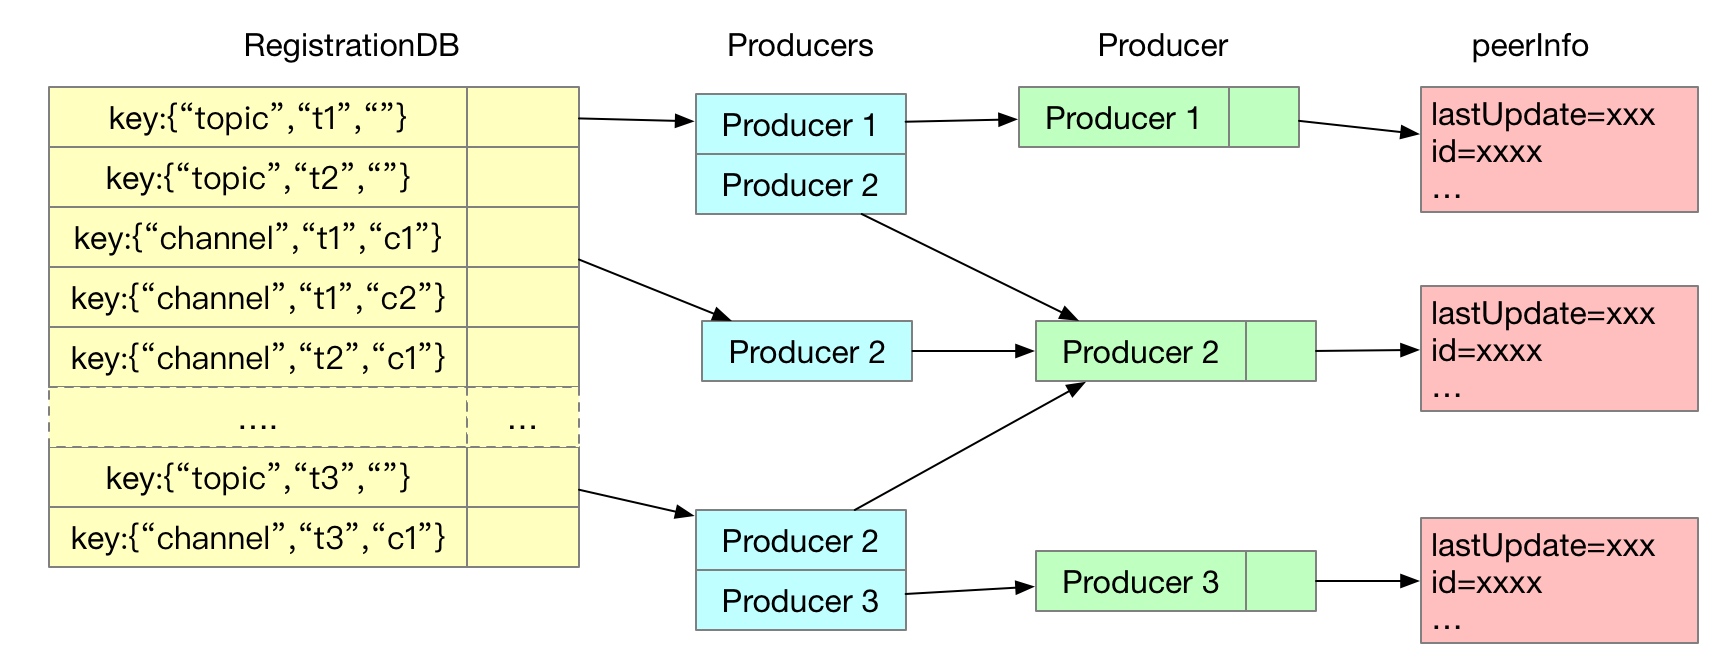 RegistrationDB
Producers
Producer
peerInfo
key:{“topic”,“t1”,“”}
key:{“topic”,“t2”,“”}
key:{“channel”,“t1”,“c1”}
key:{“channel”,“t1”,“c2”}
key:{“channel”,“t2”,“c1”}
.... ...
key:{“topic”,“t3”,“”}
key:{“channel”,“t3”,“c1”}
Producer 1
Producer 2
Producer 2
Producer 2
Producer 3
Producer 1
Producer 2
Producer 3
lastUpdate=xxx
id=xxxx
...
lastUpdate=xxx
id=xxxx
...
lastUpdate=xxx
id=xxxx
...